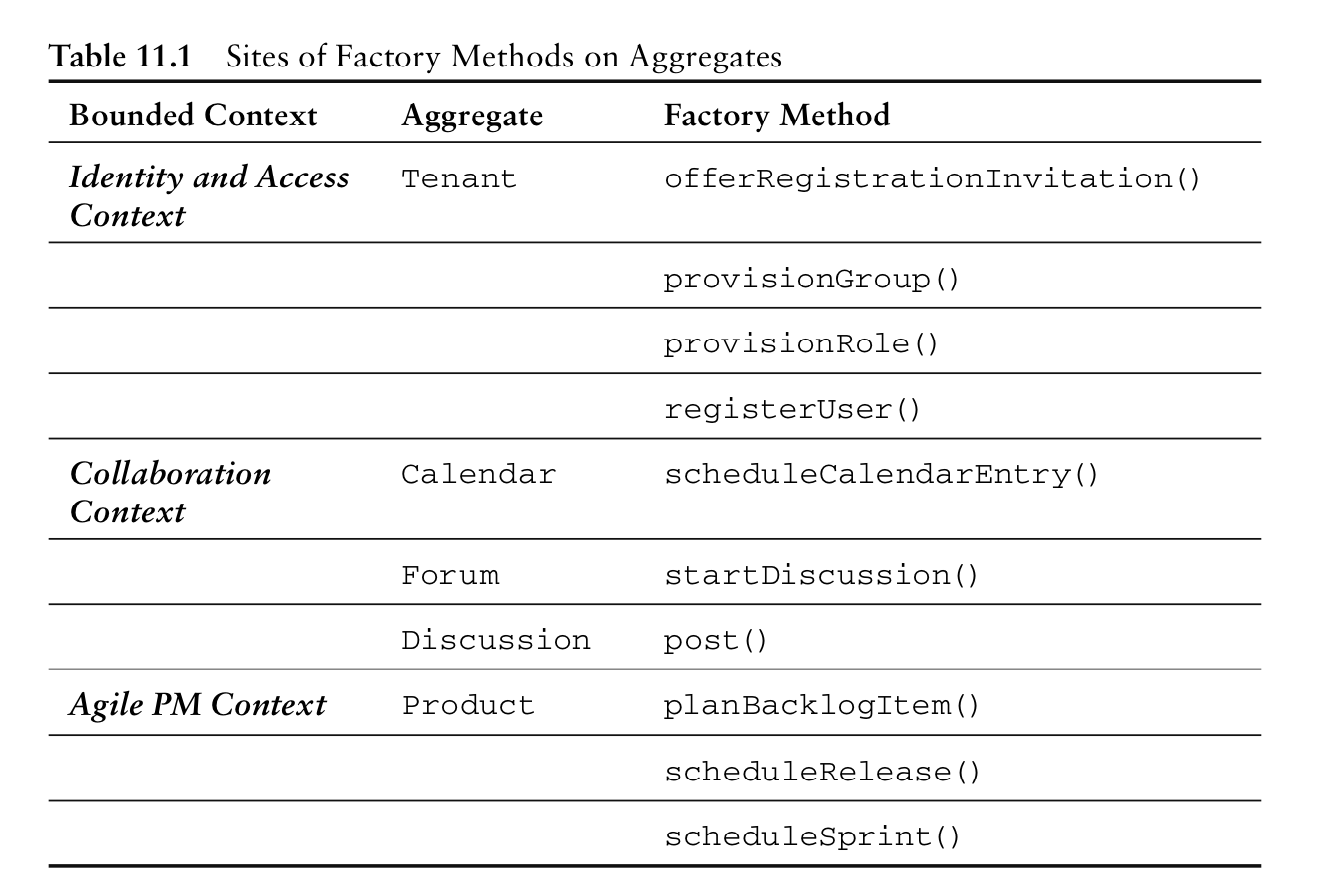 Table 11.1 Sites of Factory Methods on Aggregates
Bounded Context Aggregate Factory Method
Identity and Access Tenant offerRegistrationInvitation()
Context
provisionGroup()
provisionRole()
registerUser()
Collaboration Calendar scheduleCalendarEntry()
Context
Forum startDiscussion()
Discussion post()
Agile PM Context Product planBacklogItem()
scheduleRelease()
scheduleSprint()